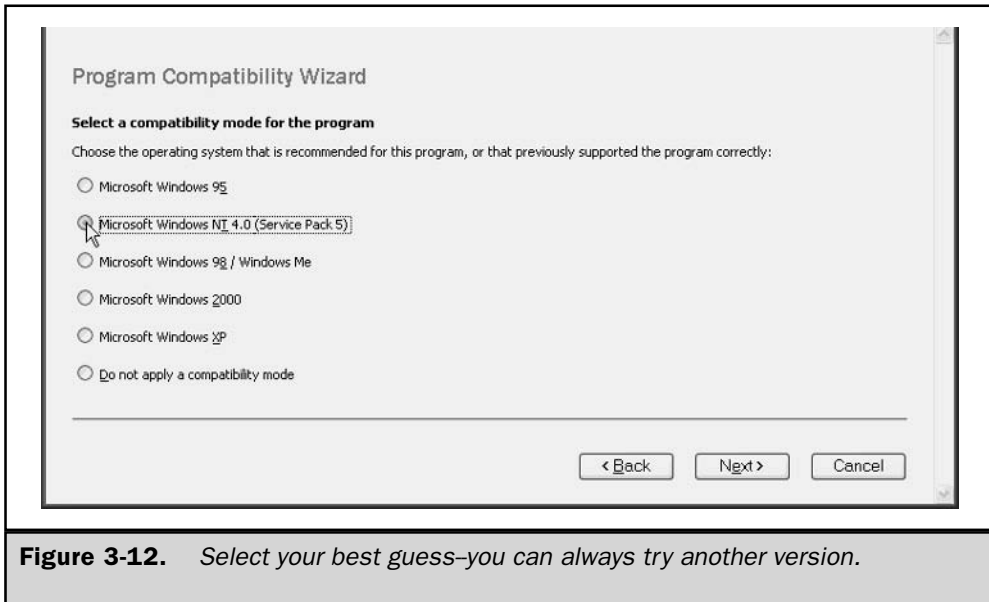 Program Compatibility Wizard
Select a compatibility mode for the program
Choose the operating system that is recommended for this program, or that previously supported the program correctly:
Microsoft Windows 95
Microsoft Windows NT 4.0 (Service Pack 5)
Microsoft Windows 98 / Windows Me
Microsoft Windows 2000
Microsoft Windows XP
Do not apply a compatibility mode
< Back Next > Cancel
Figure 3-12. Select your best guess–you can always try another version.